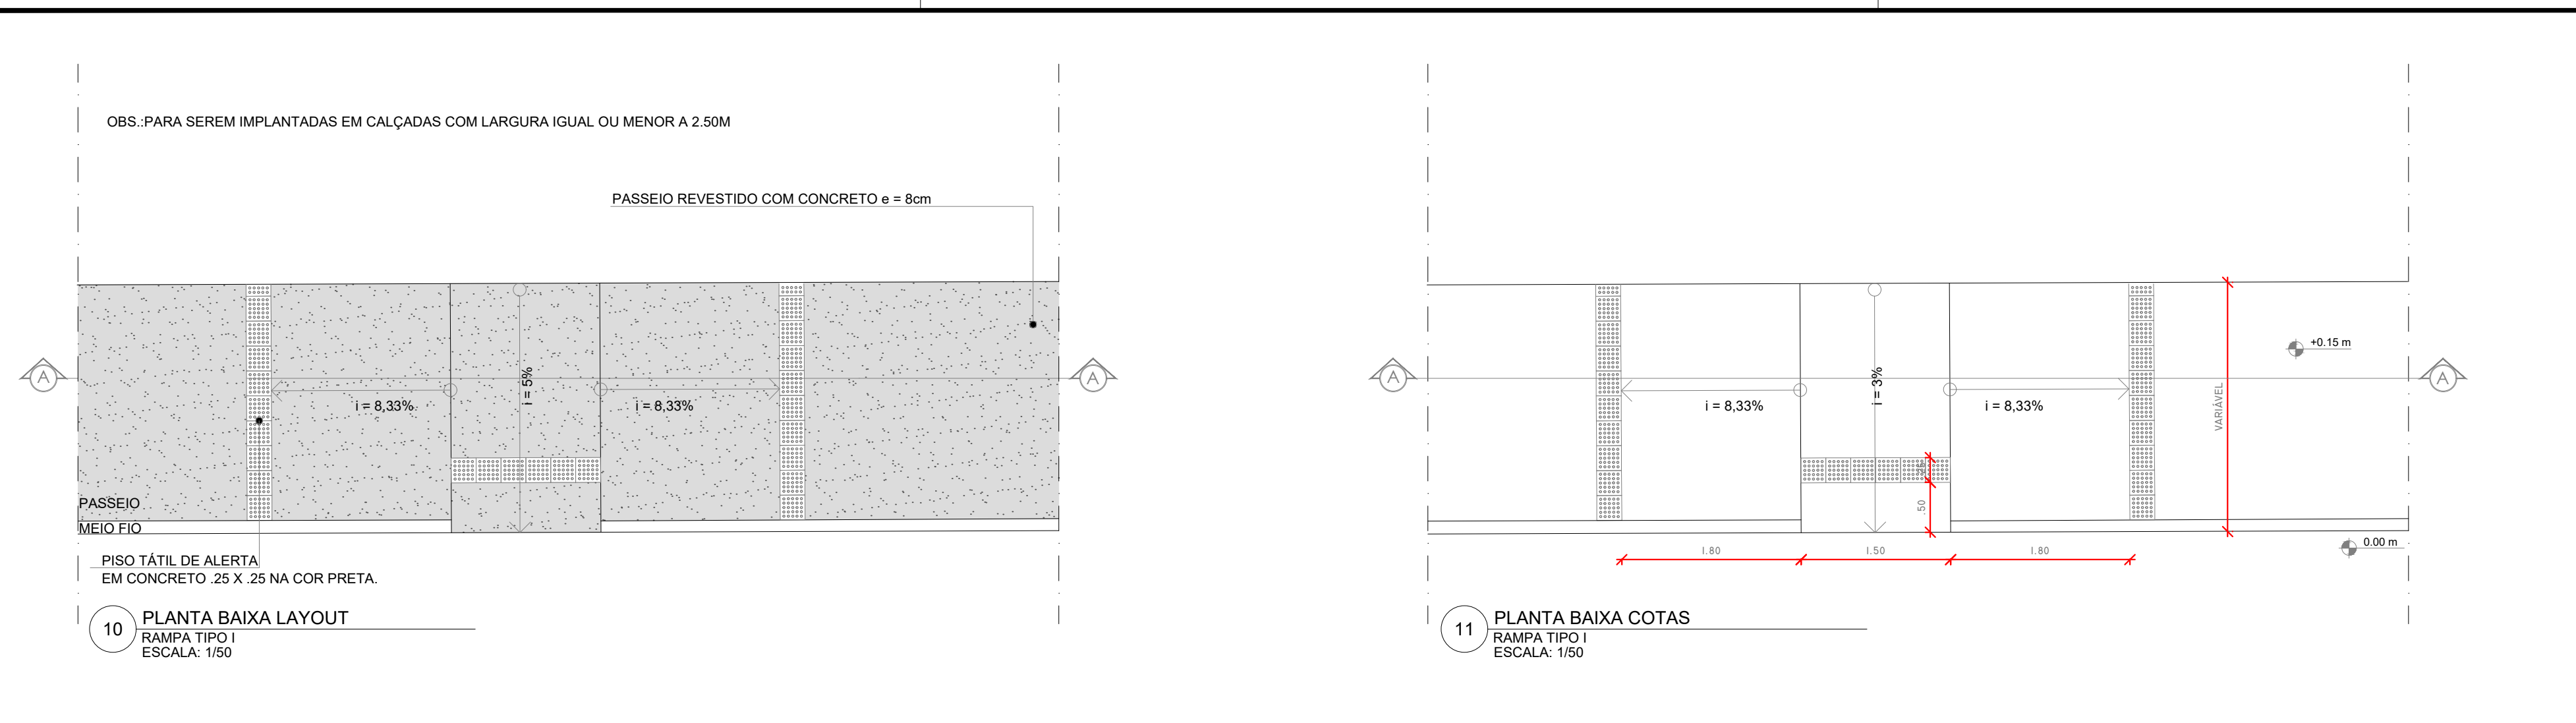 OBS.:PARA SEREM IMPLANTADAS EM CALÇADAS COM LARGURA IGUAL OU MENOR A 2.50M
PASSEIO REVESTIDO COM CONCRETO e = 8cm
A
A
i = 5%
i = 8,33%
i = 8,33%
PASSEIO
MEIO FIO
PISO TÁTIL DE ALERTA
EM CONCRETO .25 X .25 NA COR PRETA.
10
PLANTA BAIXA LAYOUT
RAMPA TIPO I
ESCALA: 1/50
+0.15 m
A
A
i = 3%
i = 8,33%
i = 8,33%
VARIÁVEL
.25
.50
0.00 m
1.80
1.50
1.80
11
PLANTA BAIXA COTAS
RAMPA TIPO I
ESCALA: 1/50